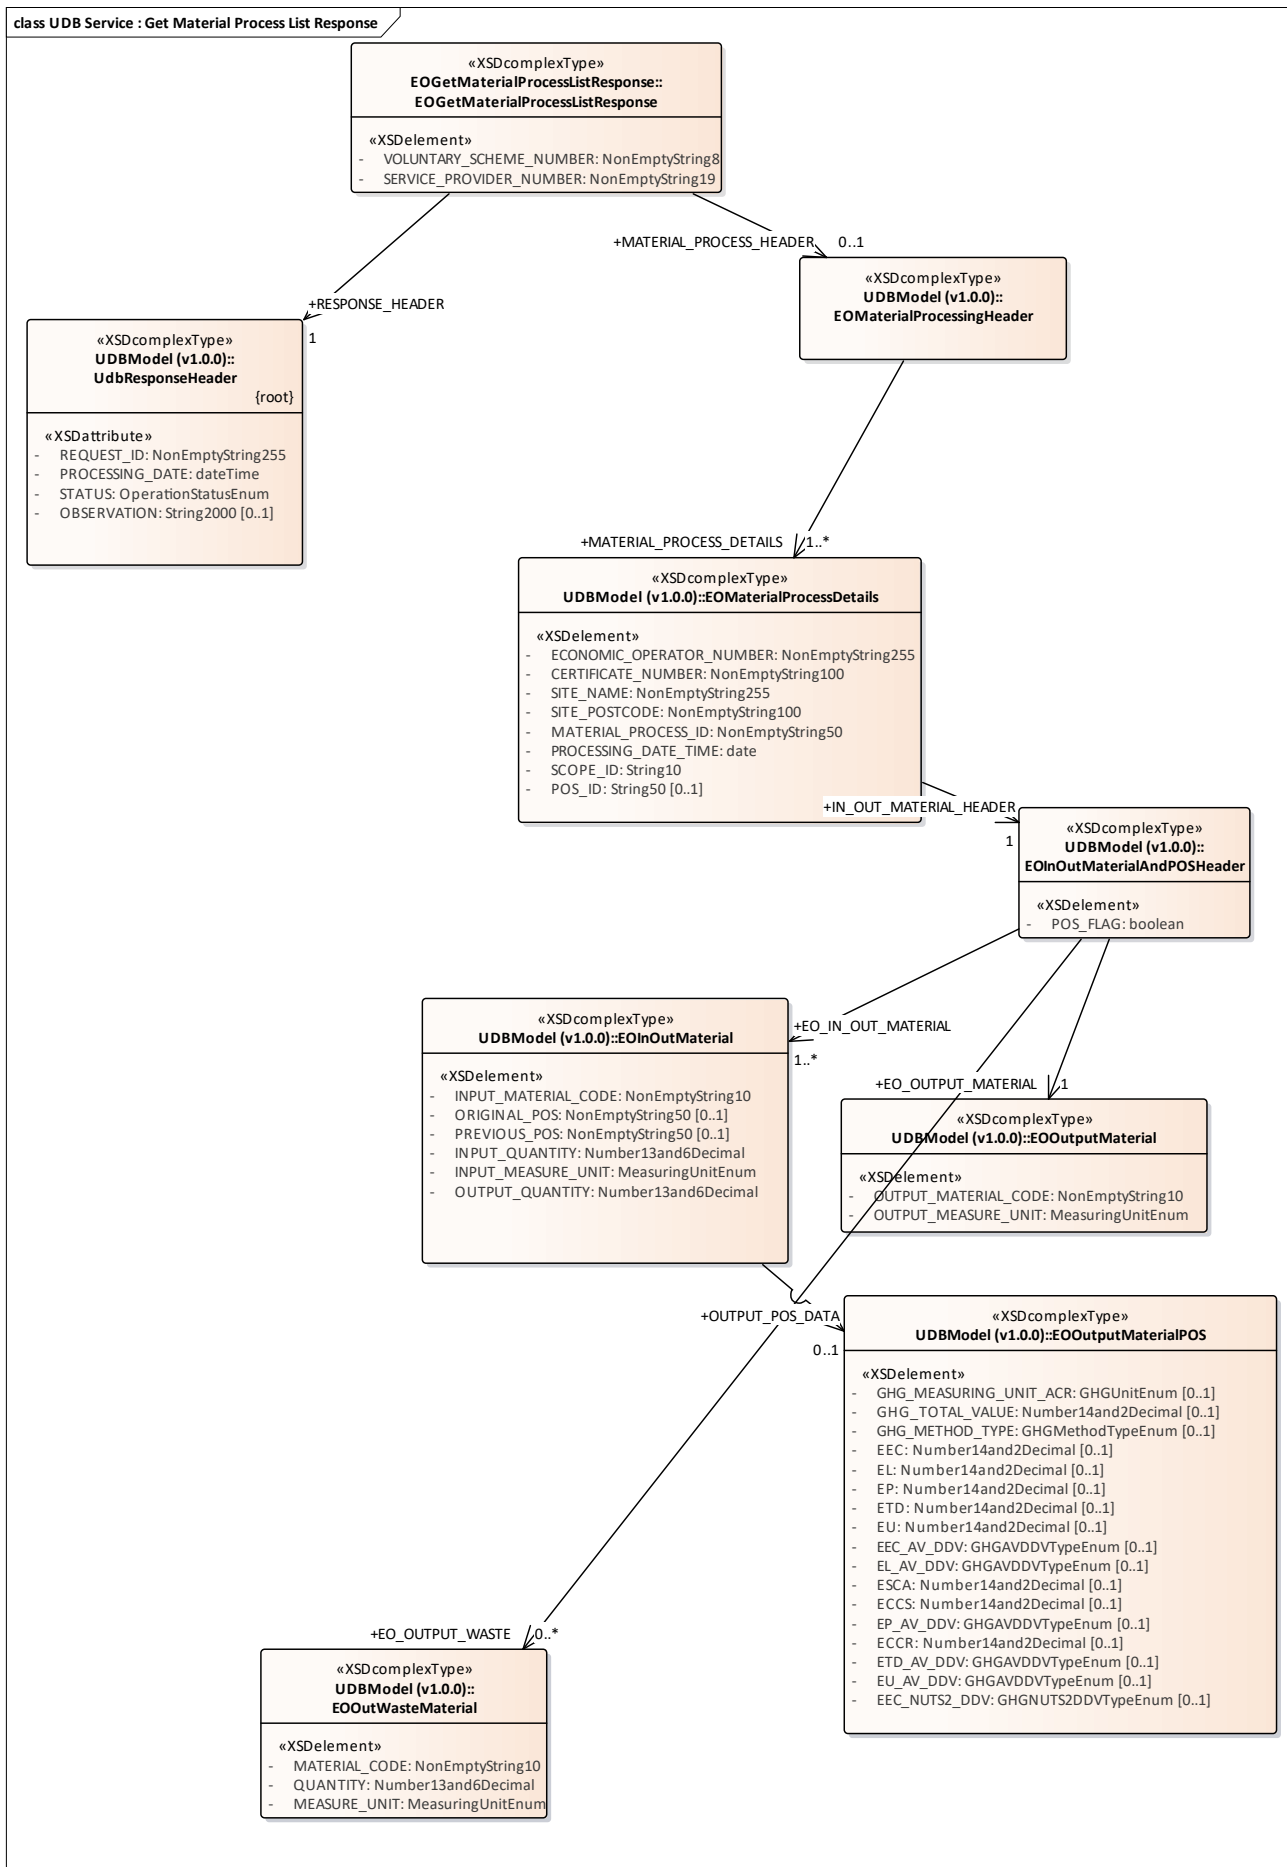 class UDB Service : Get Material Process List Response
«XSDcomplexType»
EOGetMaterialProcessListResponse::
EOGetMaterialProcessListResponse
«XSDelement»
- VOLUNTARY_SCHEME_NUMBER: NonEmptyString8
- SERVICE_PROVIDER_NUMBER: NonEmptyString19
+MATERIAL_PROCESS_HEADER 0..1
«XSDcomplexType»
UDBModel (v1.0.0)::
EOMaterialProcessingHeader
+RESPONSE_HEADER
1
«XSDcomplexType»
UDBModel (v1.0.0)::
UdbResponseHeader
{root}
«XSDattribute»
- REQUEST_ID: NonEmptyString255
- PROCESSING_DATE: dateTime
- STATUS: OperationStatusEnum
- OBSERVATION: String2000 [0..1]
+MATERIAL_PROCESS_DETAILS 1..*
«XSDcomplexType»
UDBModel (v1.0.0)::EOMaterialProcessDetails
«XSDelement»
- ECONOMIC_OPERATOR_NUMBER: NonEmptyString255
- CERTIFICATE_NUMBER: NonEmptyString100
- SITE_NAME: NonEmptyString255
- SITE_POSTCODE: NonEmptyString100
- MATERIAL_PROCESS_ID: NonEmptyString50
- PROCESSING_DATE_TIME: date
- SCOPE_ID: String10
- POS_ID: String50 [0..1]
+IN_OUT_MATERIAL_HEADER
1
«XSDcomplexType»
UDBModel (v1.0.0)::
EOInOutMaterialAndPOSHeader
«XSDelement»
- POS_FLAG: boolean
+EO_IN_OUT_MATERIAL
1..*
«XSDcomplexType»
UDBModel (v1.0.0)::EOInOutMaterial
«XSDelement»
- INPUT_MATERIAL_CODE: NonEmptyString10
- ORIGINAL_POS: NonEmptyString50 [0..1]
- PREVIOUS_POS: NonEmptyString50 [0..1]
- INPUT_QUANTITY: Number13and6Decimal
- INPUT_MEASURE_UNIT: MeasuringUnitEnum
- OUTPUT_QUANTITY: Number13and6Decimal
+EO_OUTPUT_MATERIAL 1
«XSDcomplexType»
UDBModel (v1.0.0)::EOOutputMaterial
«XSDelement»
- OUTPUT_MATERIAL_CODE: NonEmptyString10
- OUTPUT_MEASURE_UNIT: MeasuringUnitEnum
+OUTPUT_POS_DATA
0..1
«XSDcomplexType»
UDBModel (v1.0.0)::EOOutputMaterialPOS
«XSDelement»
- GHG_MEASURING_UNIT_ACR: GHGUnitEnum [0..1]
- GHG_TOTAL_VALUE: Number14and2Decimal [0..1]
- GHG_METHOD_TYPE: GHGMethodTypeEnum [0..1]
- EEC: Number14and2Decimal [0..1]
- EL: Number14and2Decimal [0..1]
- EP: Number14and2Decimal [0..1]
- ETD: Number14and2Decimal [0..1]
- EU: Number14and2Decimal [0..1]
- EEC_AV_DDV: GHGAVDDVTypeEnum [0..1]
- EL_AV_DDV: GHGAVDDVTypeEnum [0..1]
- ESCA: Number14and2Decimal [0..1]
- ECCS: Number14and2Decimal [0..1]
- EP_AV_DDV: GHGAVDDVTypeEnum [0..1]
- ECCR: Number14and2Decimal [0..1]
- ETD_AV_DDV: GHGAVDDVTypeEnum [0..1]
- EU_AV_DDV: GHGAVDDVTypeEnum [0..1]
- EEC_NUTS2_DDV: GHGNUTS2DDVTypeEnum [0..1]
+EO_OUTPUT_WASTE 0..*
«XSDcomplexType»
UDBModel (v1.0.0)::
EOOutWasteMaterial
«XSDelement»
- MATERIAL_CODE: NonEmptyString10
- QUANTITY: Number13and6Decimal
- MEASURE_UNIT: MeasuringUnitEnum